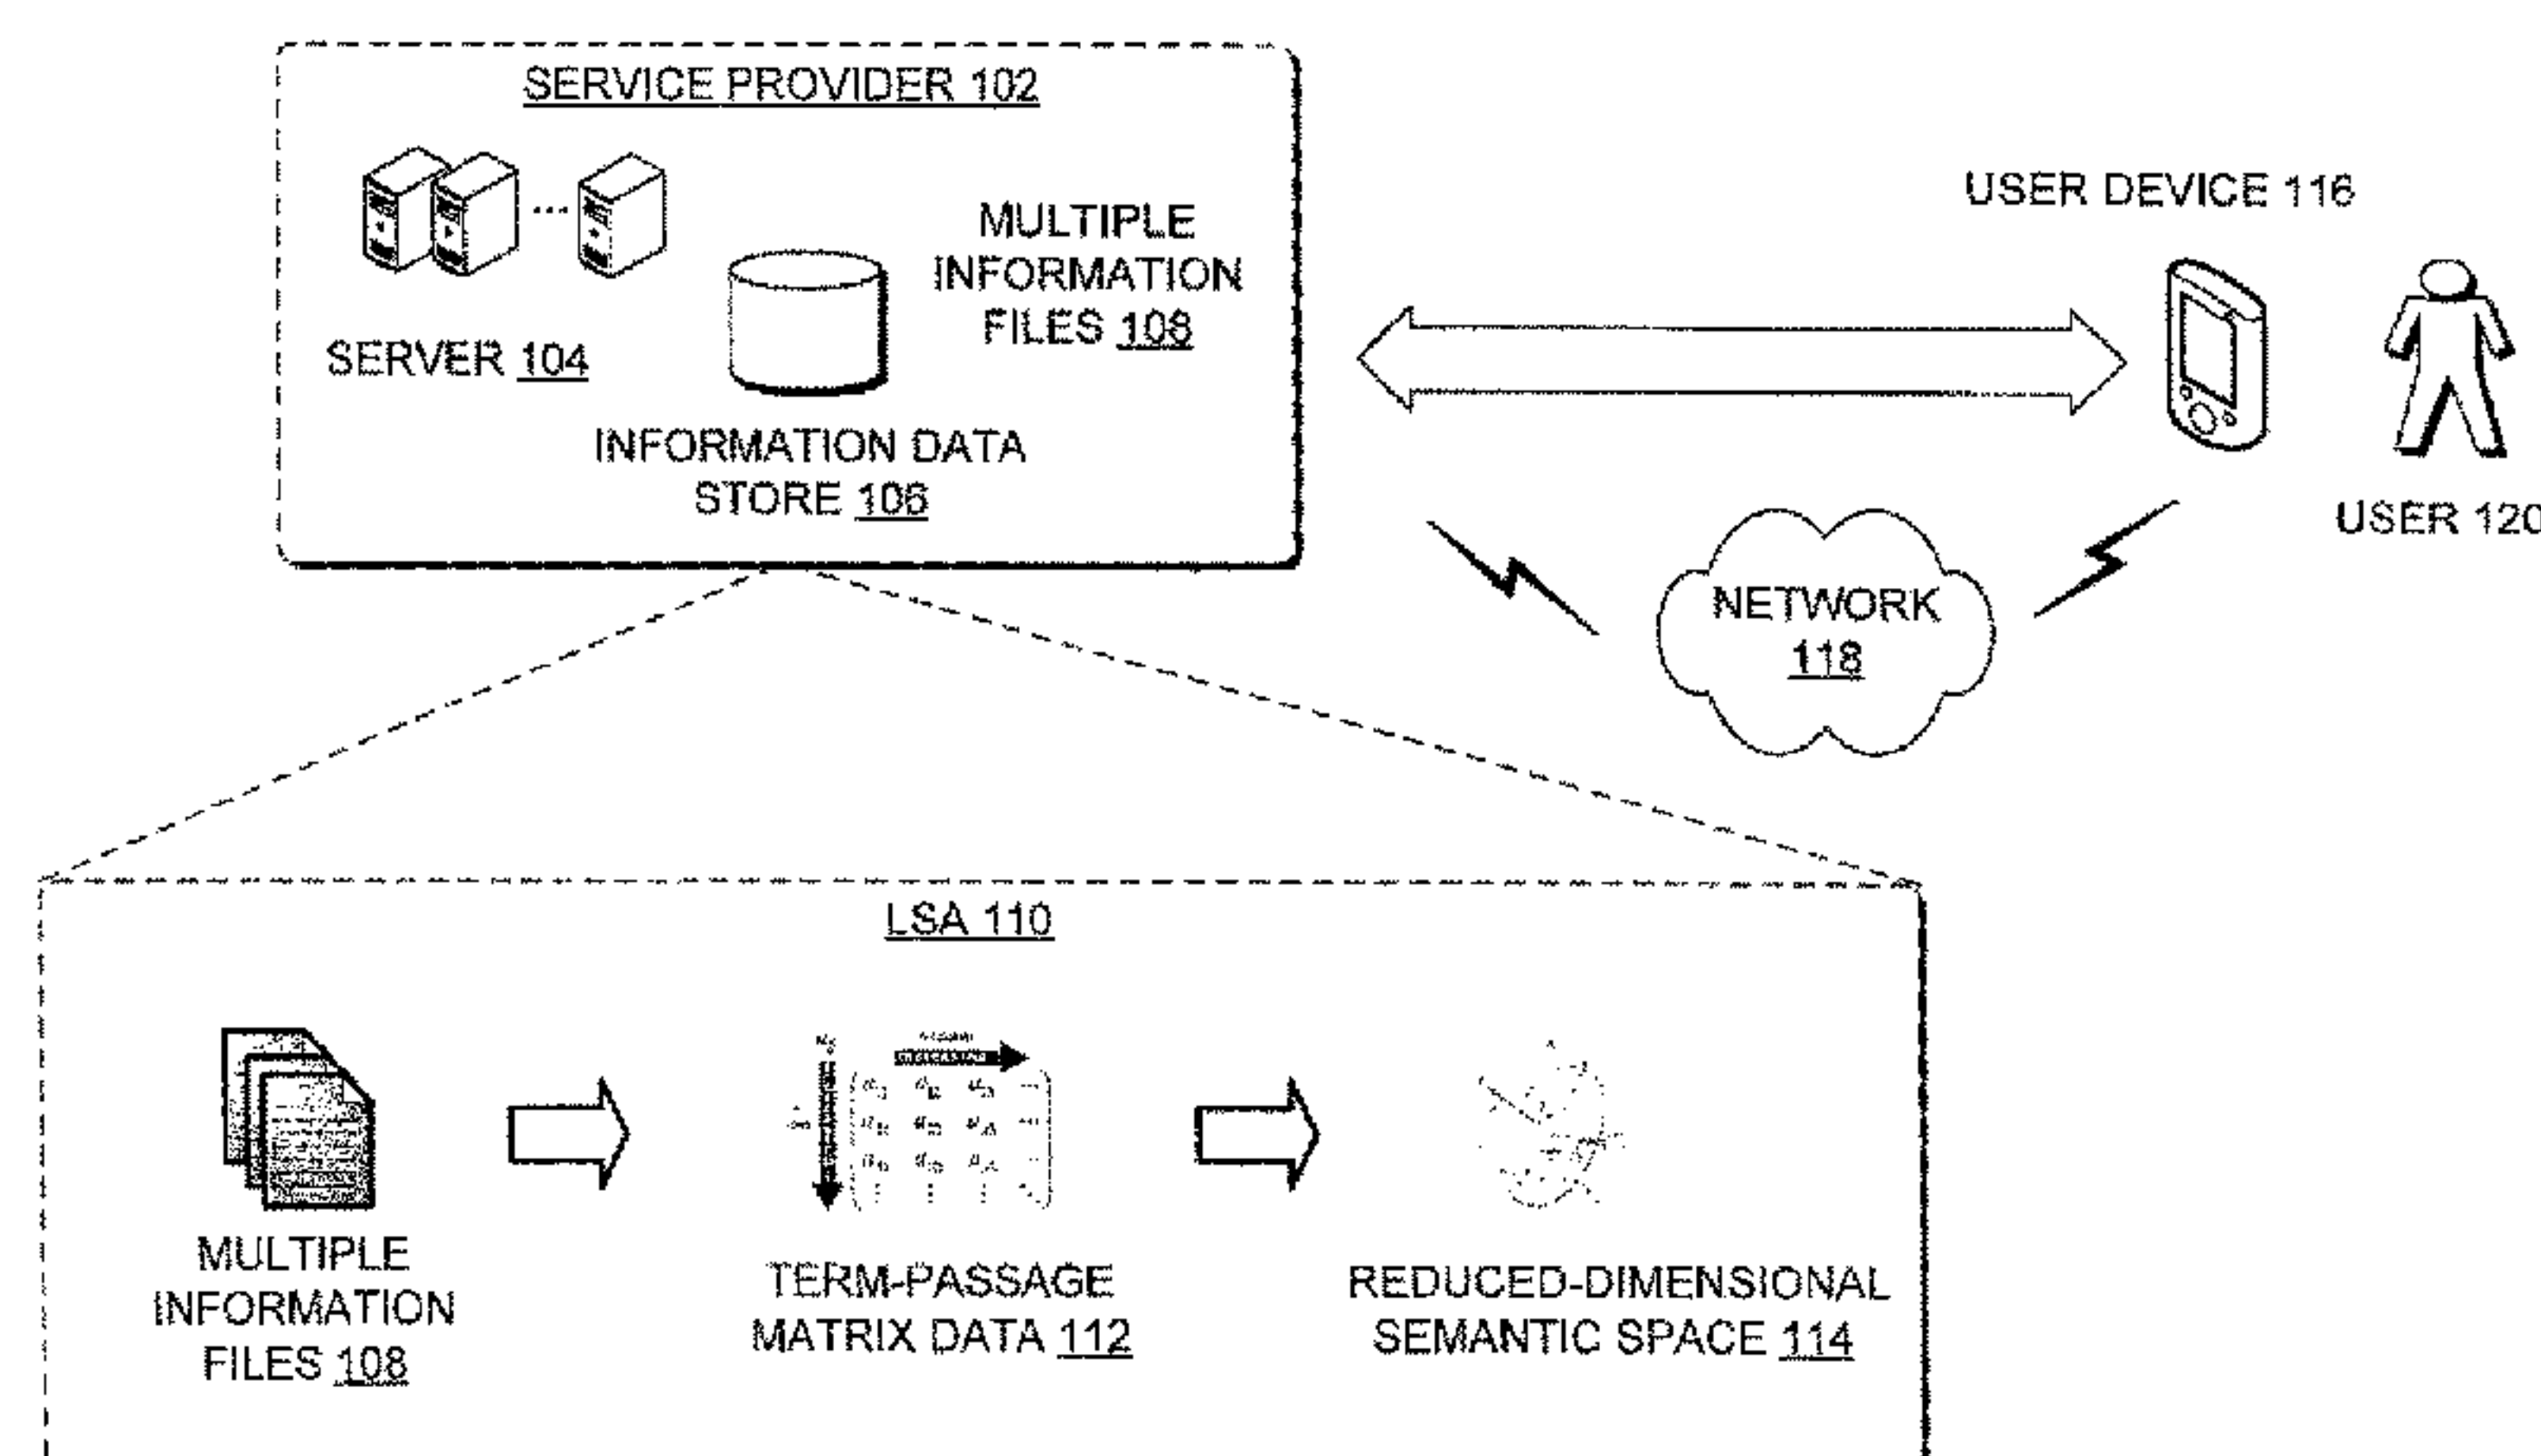 SERVICE PROVIDER 102
MULTIPLE
INFORMATION
FILES 108
SERVER 104
INFORMATION DATA
STORE 106
USER DEVICE 116
USER 120
NETWORK
118
LSA 110
MULTIPLE
INFORMATION
FILES 108
TERM-PASSAGE
MATRIX DATA 112
REDUCED-DIMENSIONAL
SEMANTIC SPACE 114